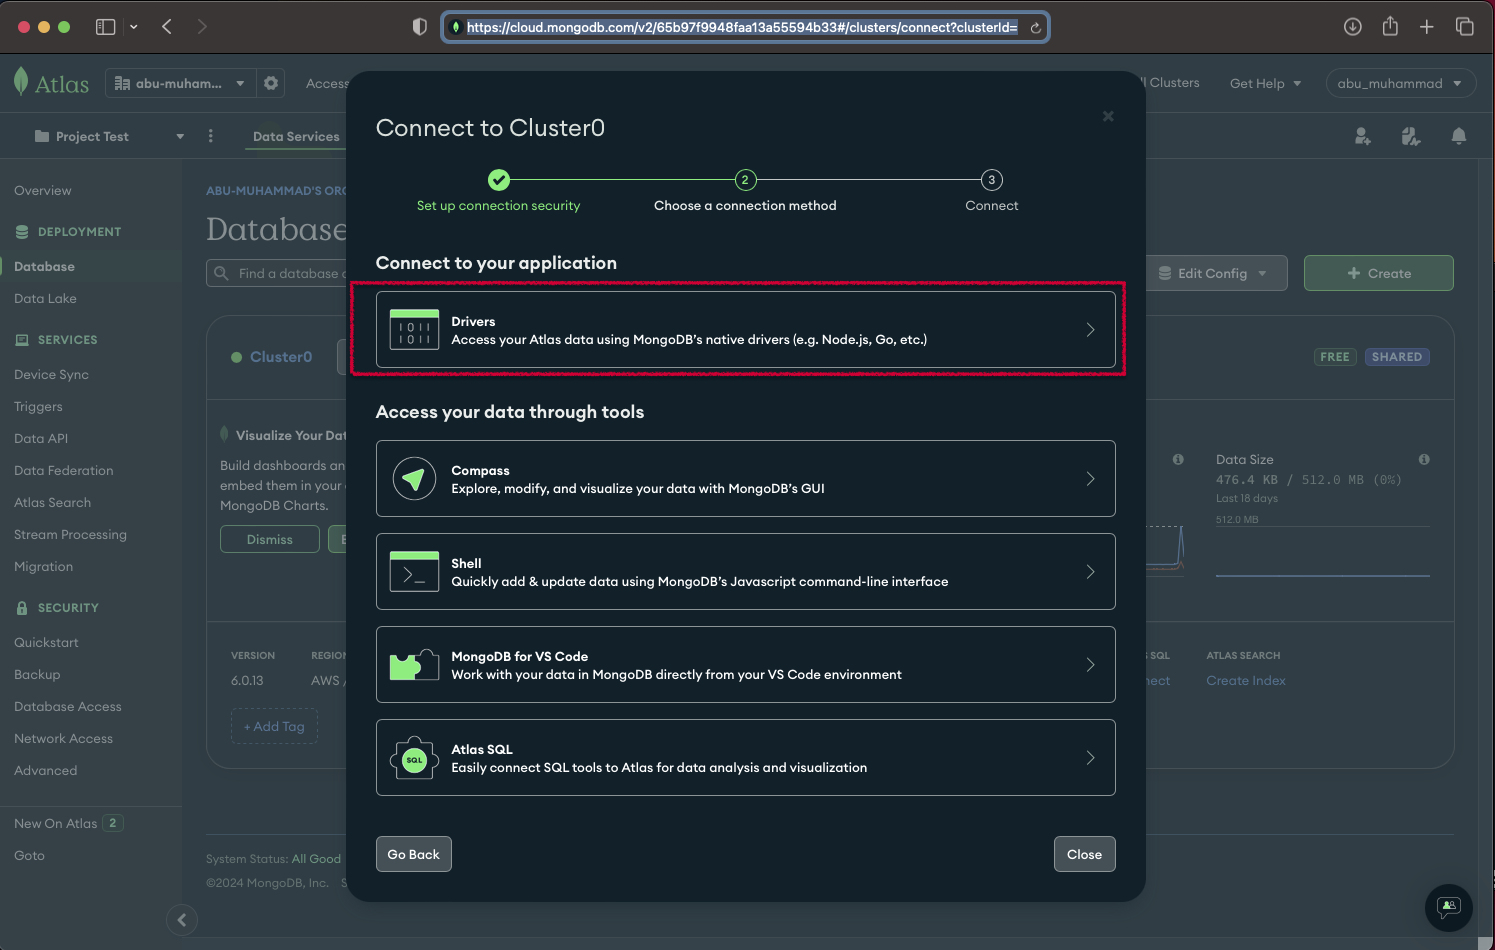 https://cloud.mongodb.com/v2/65b97f9948faa13a55594b33#/clusters/connect?clusterId=
Atlas
abu-muham...
Access
Clusters
Get Help
abu_muhammad
Project Test
Data Services
Overview
DEPLOYMENT
Database
Data Lake
SERVICES
Device Sync
Triggers
Data API
Data Federation
Atlas Search
Stream Processing
Migration
SECURITY
Quickstart
Backup
Database Access
Network Access
Advanced
New On Atlas 2
Goto
ABU-MUHAMMAD'S
Database
Find a database
Edit Config
+ Create
Cluster0
FREE
SHARED
Visualize Your
Build dashboards
embed them in your
MongoDB Charts.
Dismiss
Data Size
476.4 KB / 512.0 MB (0%)
Last 18 days
512.0 MB
VERSION
6.0.13
AWS /
+ Add Tag
SQL
ATLAS SEARCH
Create Index
System Status: All Good
©2024 MongoDB, Inc.
Connect to Cluster0
Set up connection security
2
Choose a connection method
3
Connect
Connect to your application
1011
1011
Drivers
Access your Atlas data using MongoDB's native drivers (e.g. Node.js, Go, etc.)
Access your data through tools
Compass
Explore, modify, and visualize your data with MongoDB's GUI
>_
Shell
Quickly add & update data using MongoDB's Javascript command-line interface
MongoDB for VS Code
Work with your data in MongoDB directly from your VS Code environment
SQL
Atlas SQL
Easily connect SQL tools to Atlas for data analysis and visualization
Go Back
Close